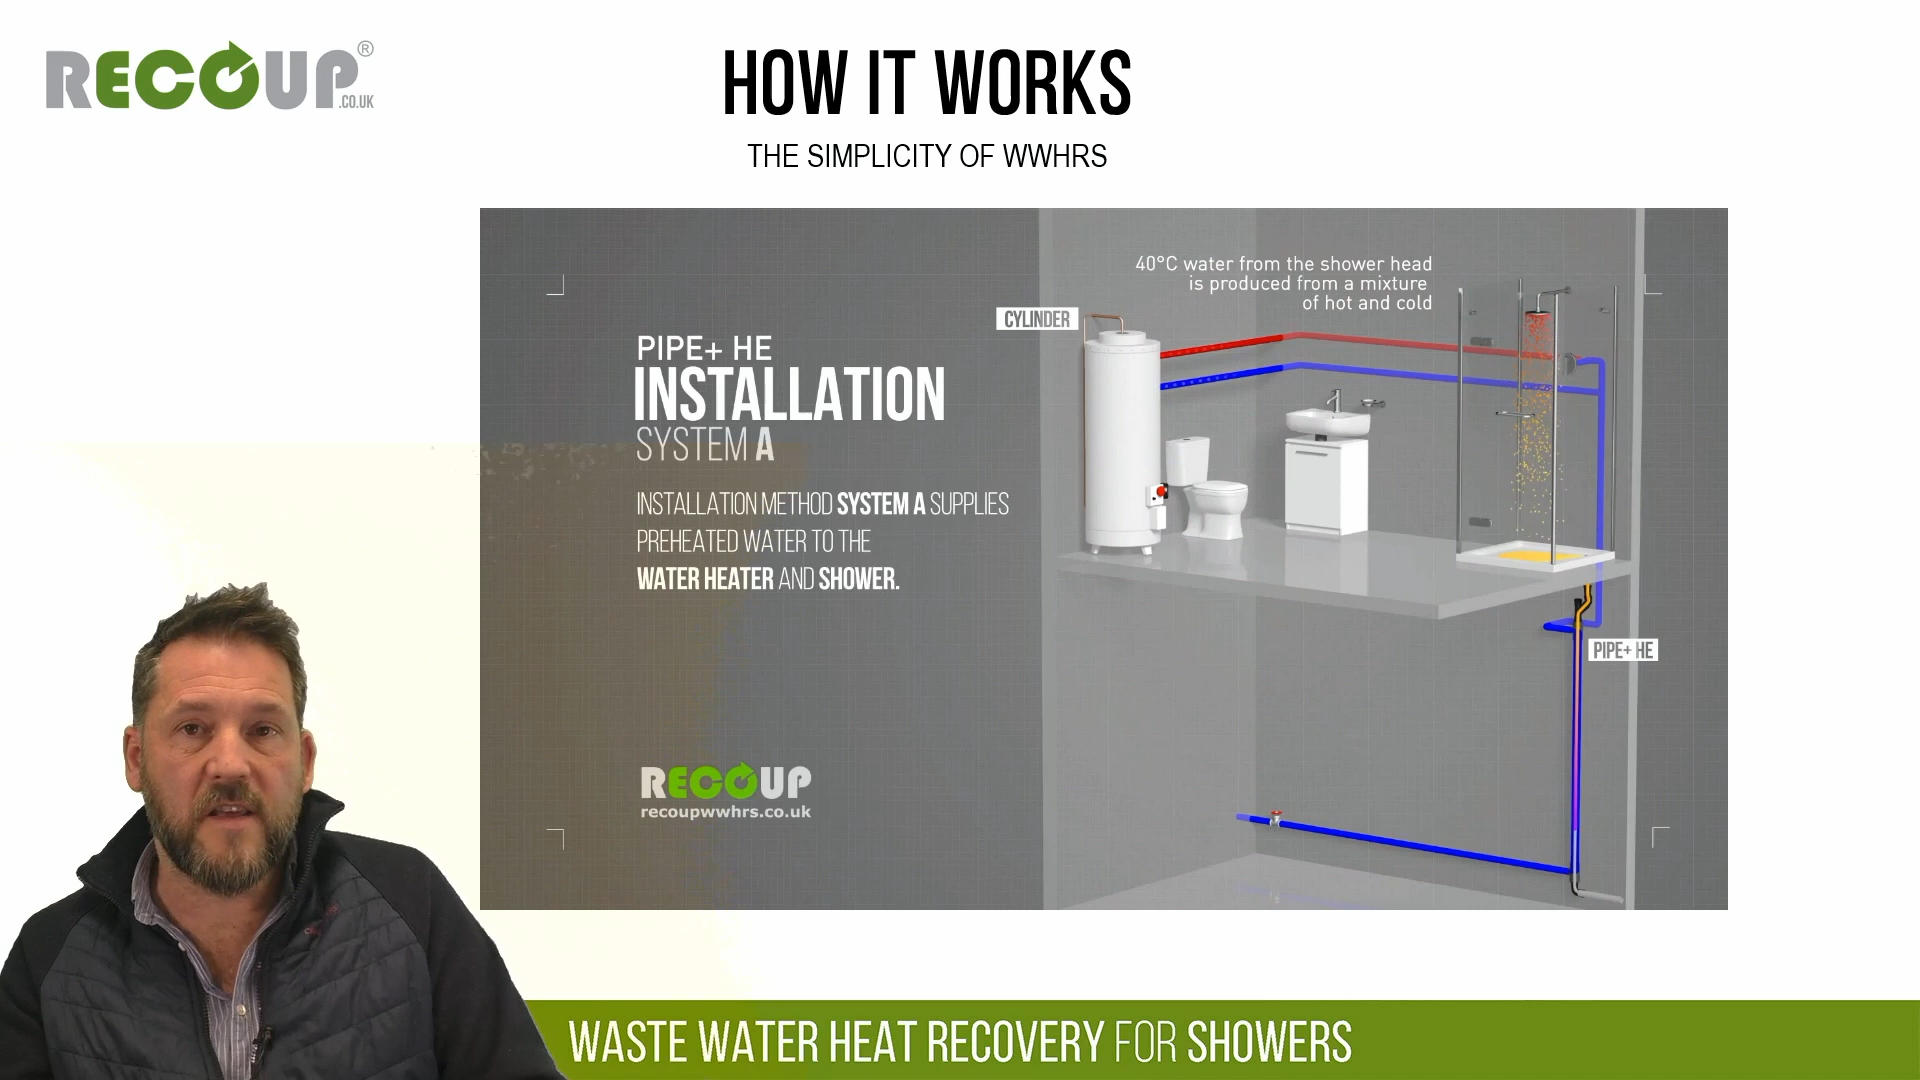 RECOUP®
.CO.UK
HOW IT WORKS
THE SIMPLICITY OF WWHRS
40°C water from the shower head
is produced from a mixture
of hot and cold
CYLINDER
PIPE+ HE
INSTALLATION
SYSTEM A
INSTALLATION METHOD SYSTEM A SUPPLIES
PREHEATED WATER TO THE
WATER HEATER AND SHOWER.
PIPE+ HE
RECOUP
recoupwwhrs.co.uk
WASTE WATER HEAT RECOVERY FOR SHOWERS